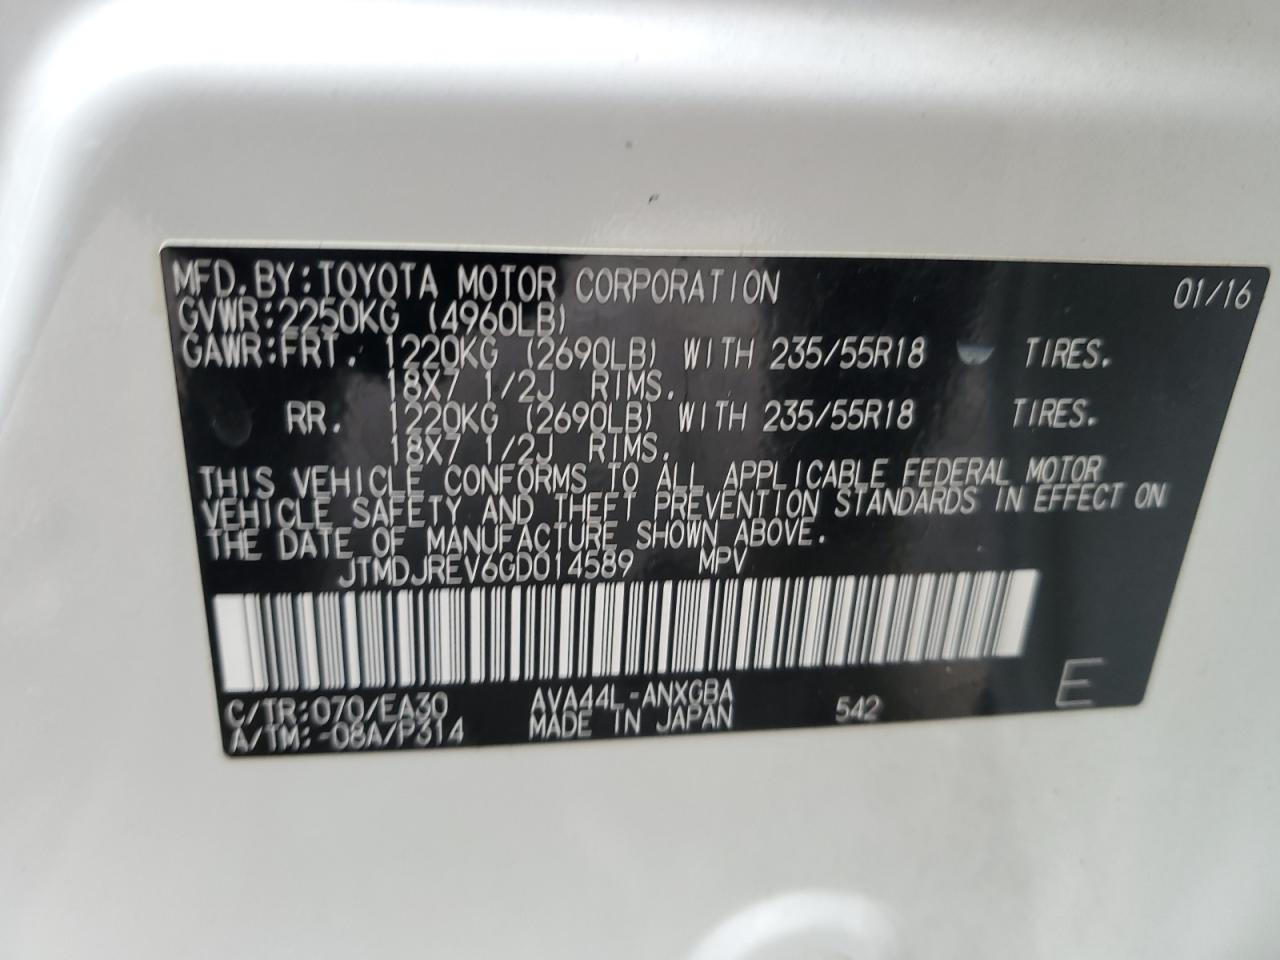 MFD. BY: TOYOTA MOTOR CORPORATION 01/16
GVWR: 2250KG (4960LB)
GAWR: FRT. 1220KG (2690LB) WITH 235/55R18 TIRES.
18X7 1/2J RIMS.
RR. 1220KG (2690LB) WITH 235/55R18 TIRES.
18X7 1/2J RIMS.
THIS VEHICLE CONFORMS TO ALL APPLICABLE FEDERAL MOTOR
VEHICLE SAFETY AND THEFT PREVENTION STANDARDS IN EFFECT ON
THE DATE OF MANUFACTURE SHOWN ABOVE.
JTMDJREV6GD014589 MPV
C/TR: 070/EA30 AVA44L-ANXGBA 542 E
A/TM: -08A/P314 MADE IN JAPAN